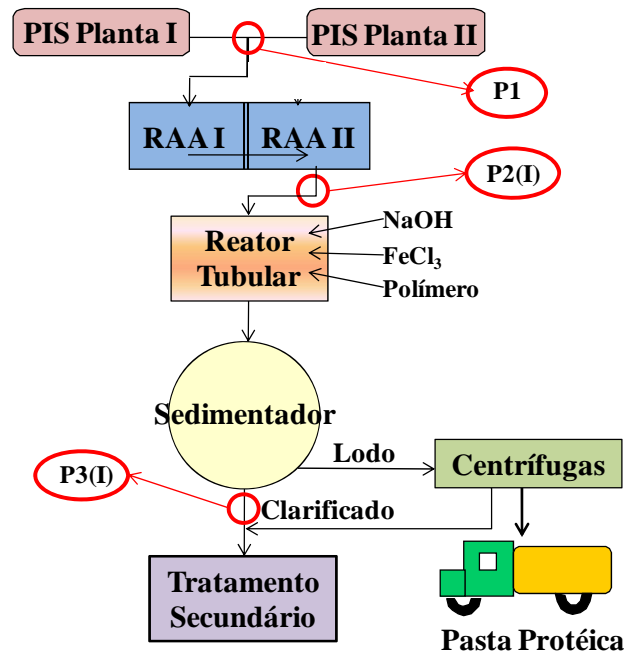 PIS Planta I
PIS Planta II
P1
RAA I
RAA II
P2(I)
Reator
Tubular
NaOH
FeCl₃
Polímero
Sedimentador
Lodo
Centrífugas
P3(I)
Clarificado
Tratamento
Secundário
Pasta Protéica